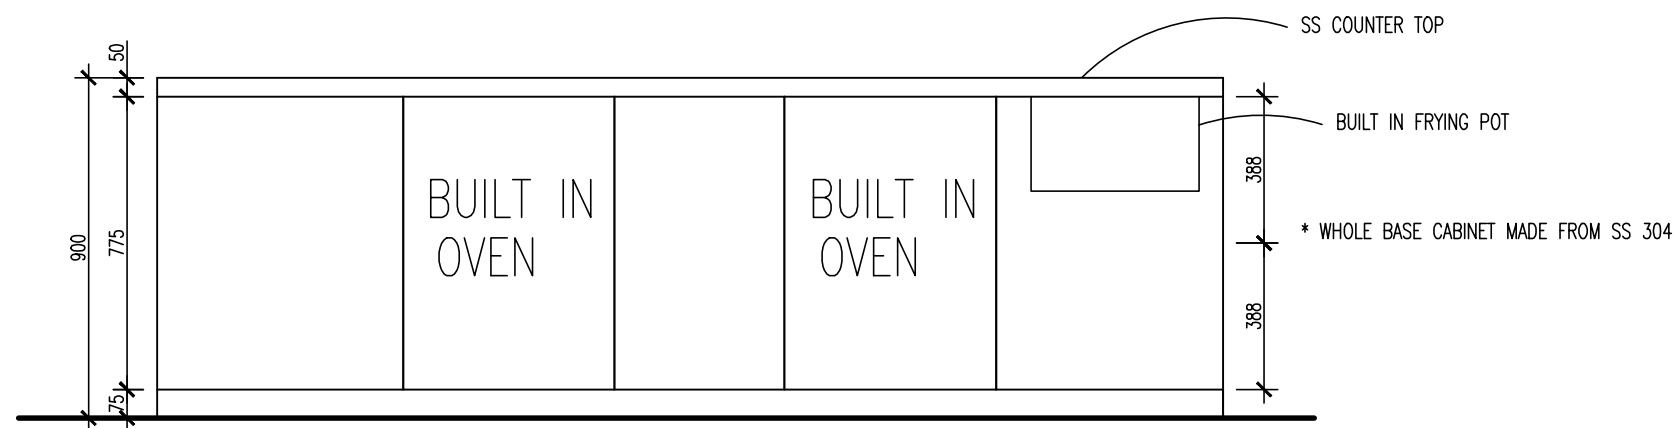 SS COUNTER TOP
50
BUILT IN FRYING POT
388
BUILT IN
OVEN
BUILT IN
OVEN
* WHOLE BASE CABINET MADE FROM SS 304
900
775
388
75